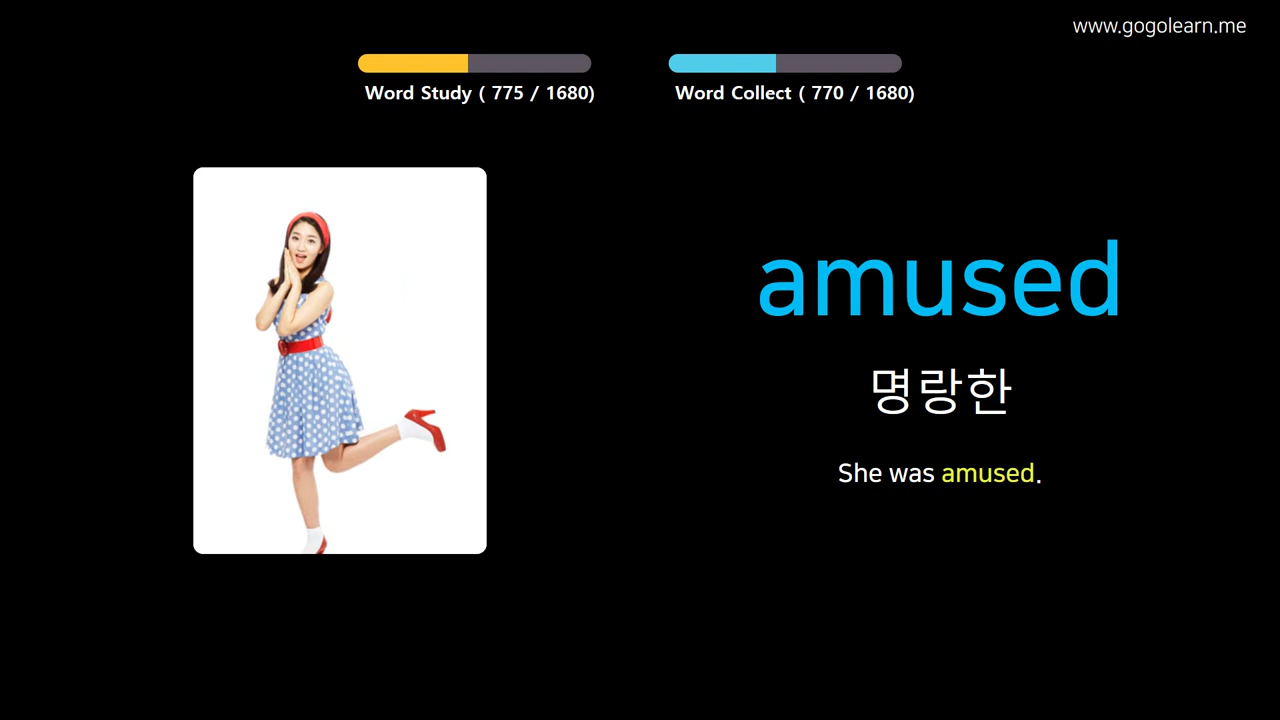 www.gogolearn.me
Word Study ( 775 / 1680)
Word Collect ( 770 / 1680)
amused
명랑한
She was amused.